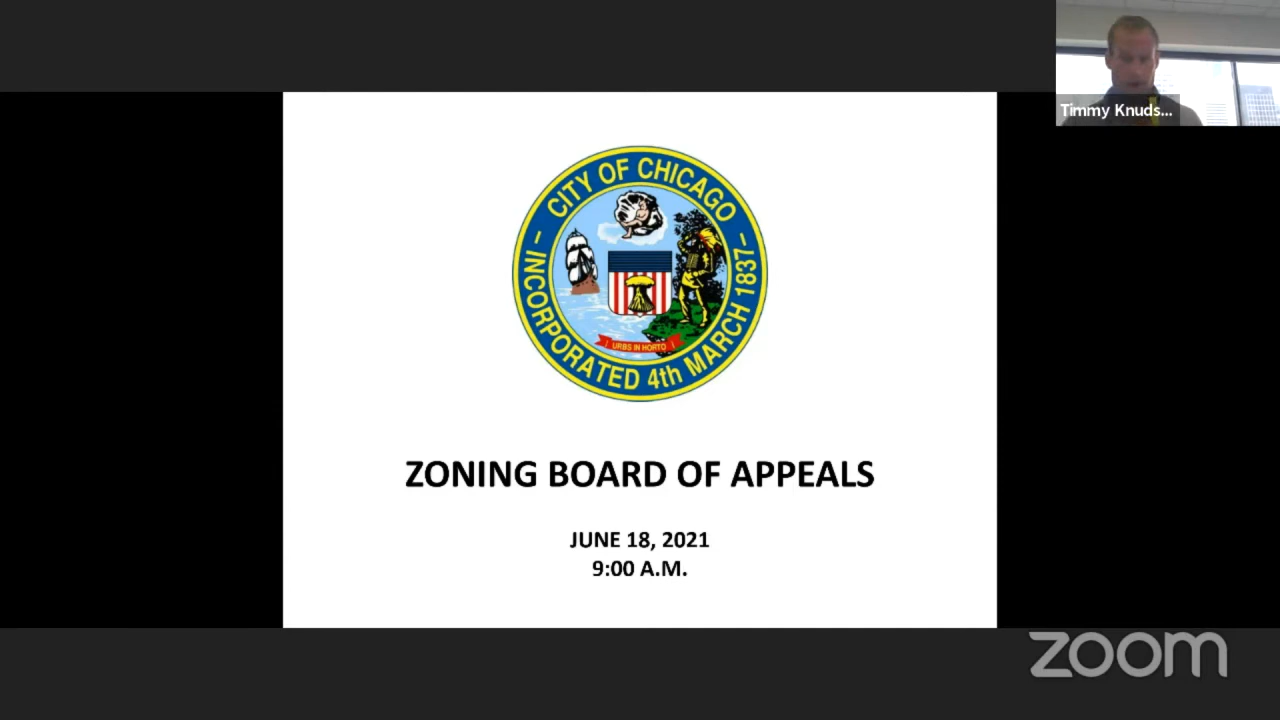 Timmy Knuds...
CITY OF CHICAGO
INCORPORATED 4th MARCH 1837
URBS IN HORTO
ZONING BOARD OF APPEALS
JUNE 18, 2021
9:00 A.M.
zoom